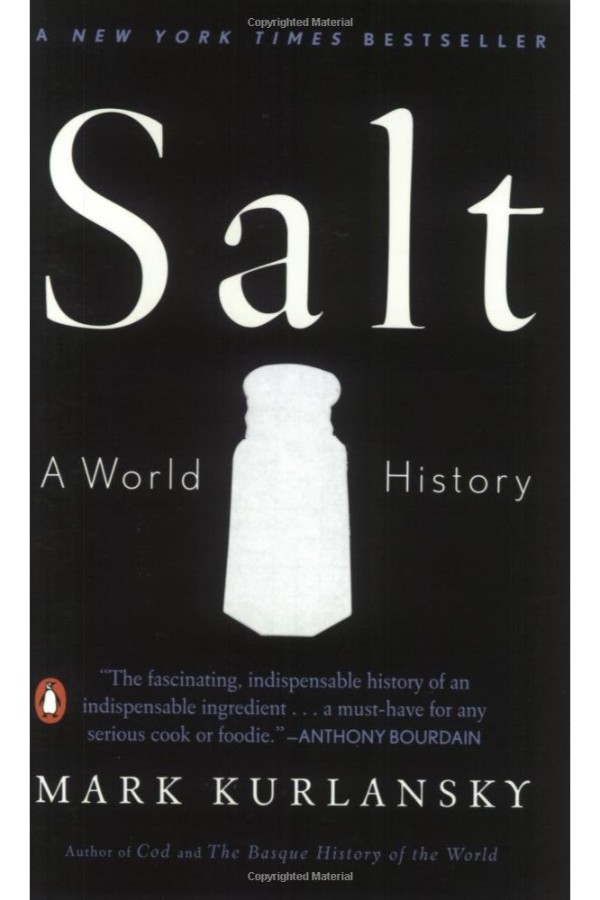 Copyrighted Material
A NEW YORK TIMES BESTSELLER
Salt
A World History
“The fascinating, indispensable history of an
indispensable ingredient . . . a must-have for any
serious cook or foodie.” –ANTHONY BOURDAIN
MARK KURLANSKY
Author of Cod and The Basque History of the World
Copyrighted Material